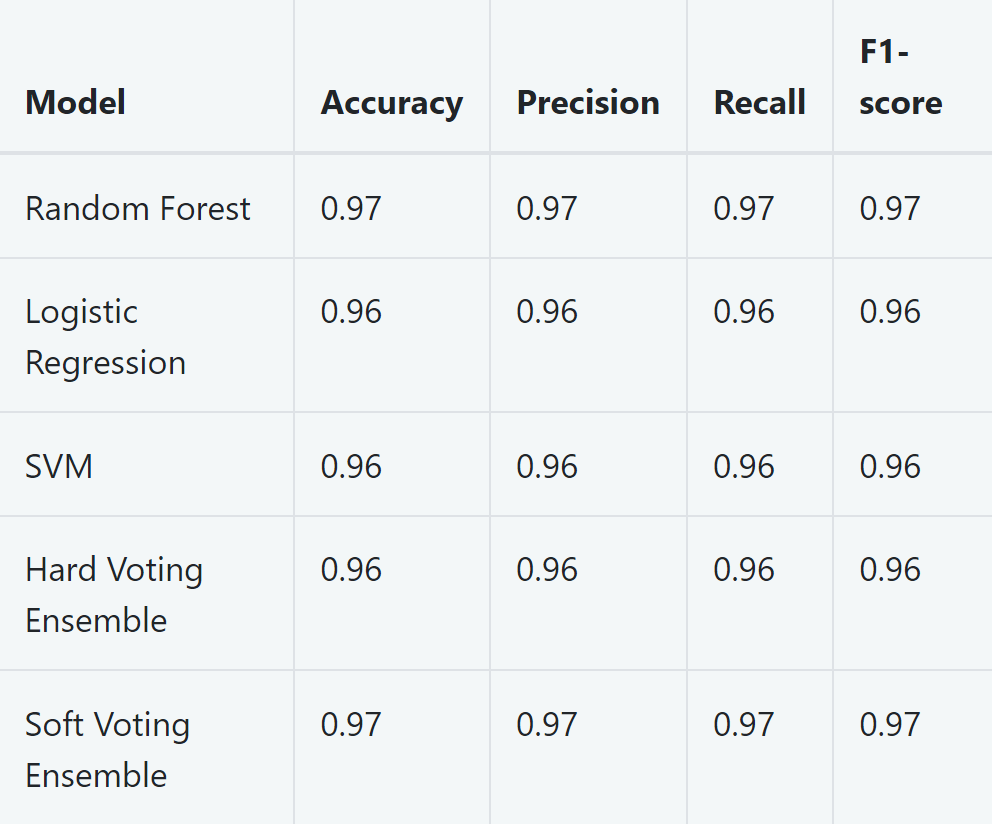 Model Accuracy Precision Recall F1-
score
Random Forest 0.97 0.97 0.97 0.97
Logistic 0.96 0.96 0.96 0.96
Regression
SVM 0.96 0.96 0.96 0.96
Hard Voting 0.96 0.96 0.96 0.96
Ensemble
Soft Voting 0.97 0.97 0.97 0.97
Ensemble